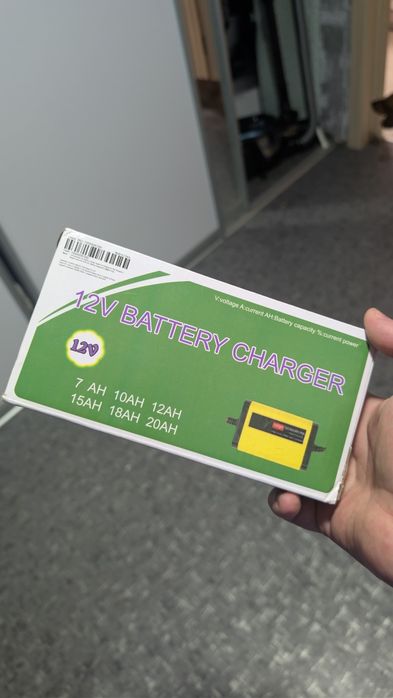 V:voltage A:current AH:Battery capacity %:current power
12V BATTERY CHARGER
12V
7 AH 10AH 12AH
15AH 18AH 20AH